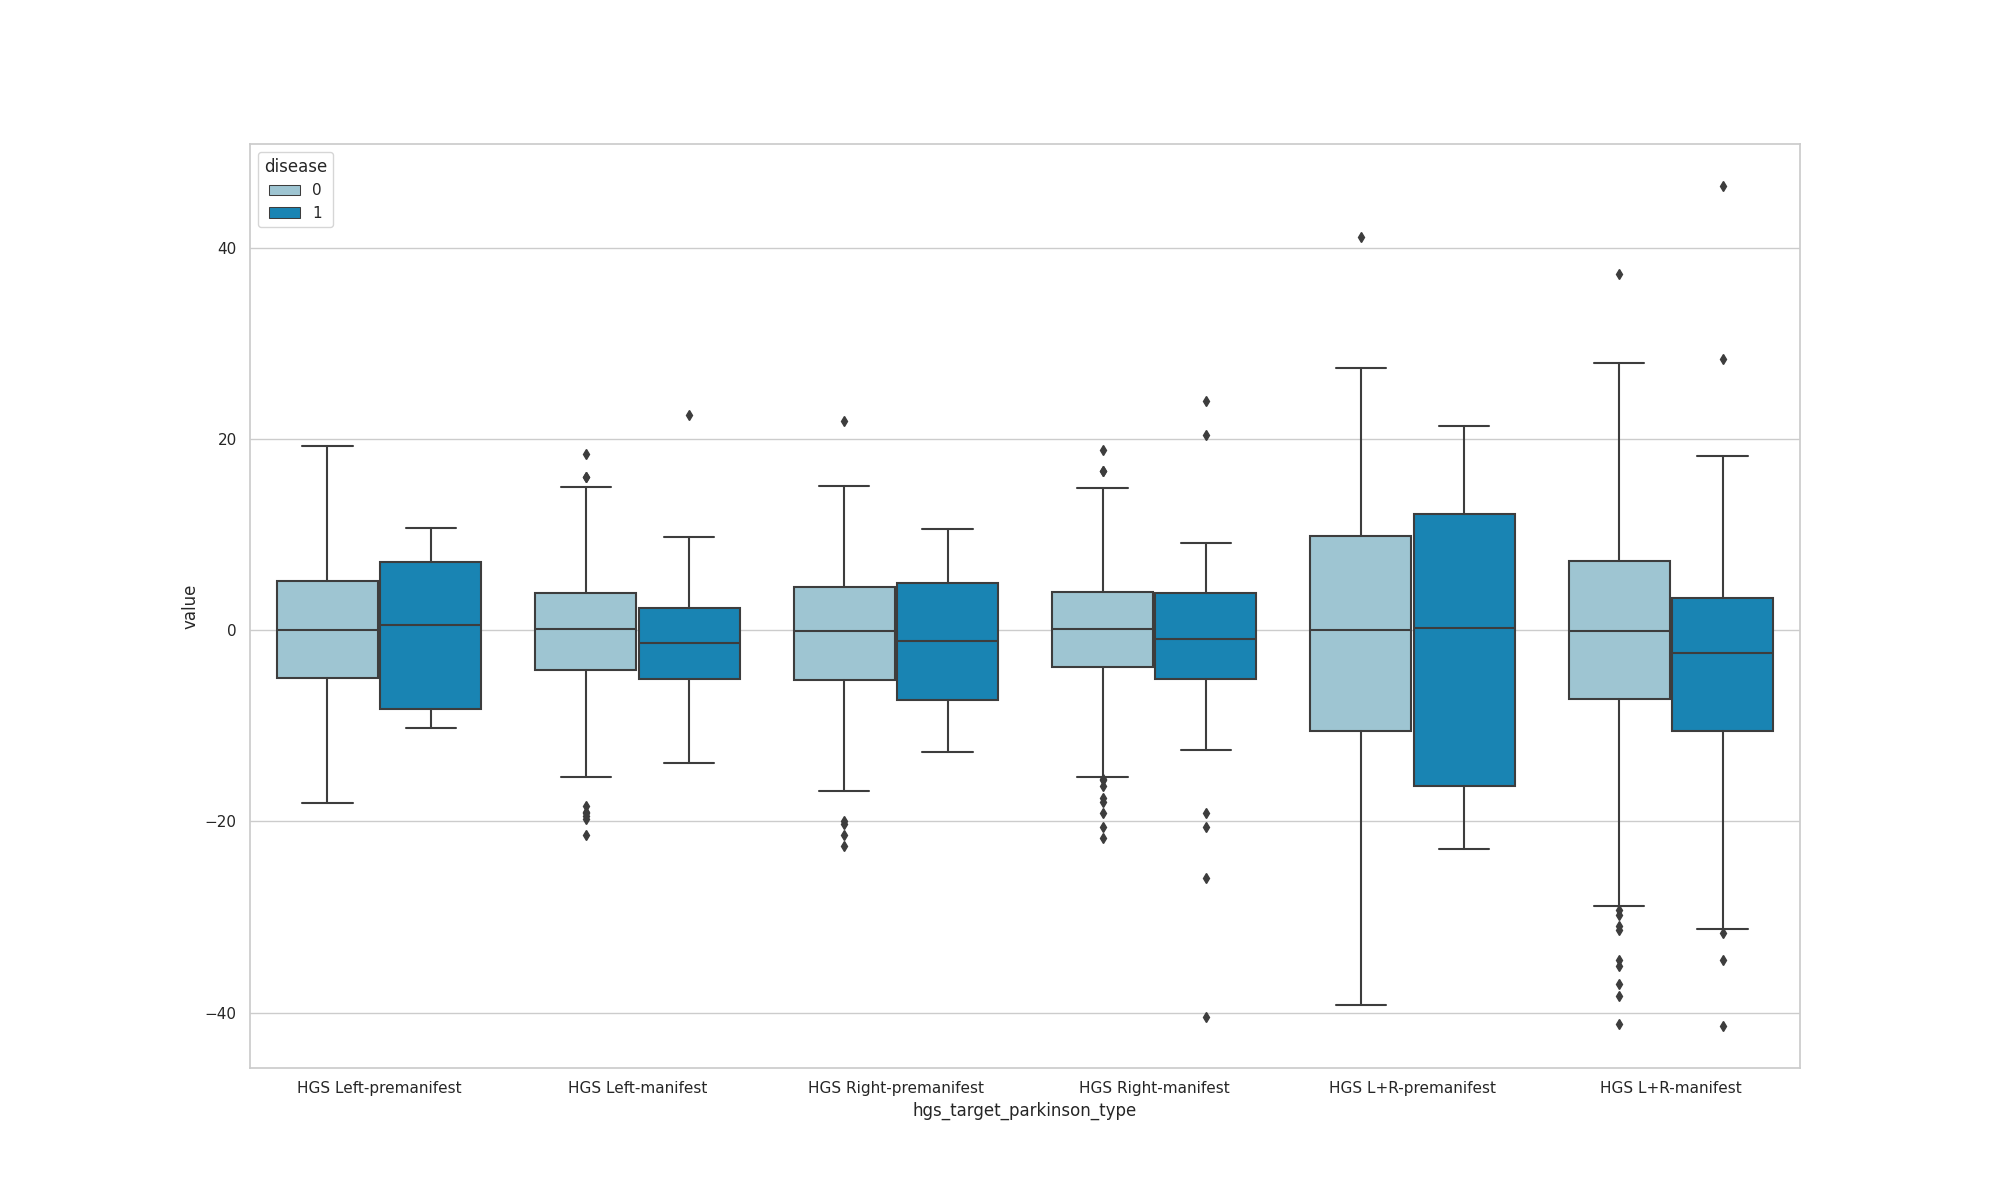 disease
0
1
40
20
0
−20
−40
value
HGS Left-premanifest
HGS Left-manifest
HGS Right-premanifest
HGS Right-manifest
HGS L+R-premanifest
HGS L+R-manifest
hgs_target_parkinson_type